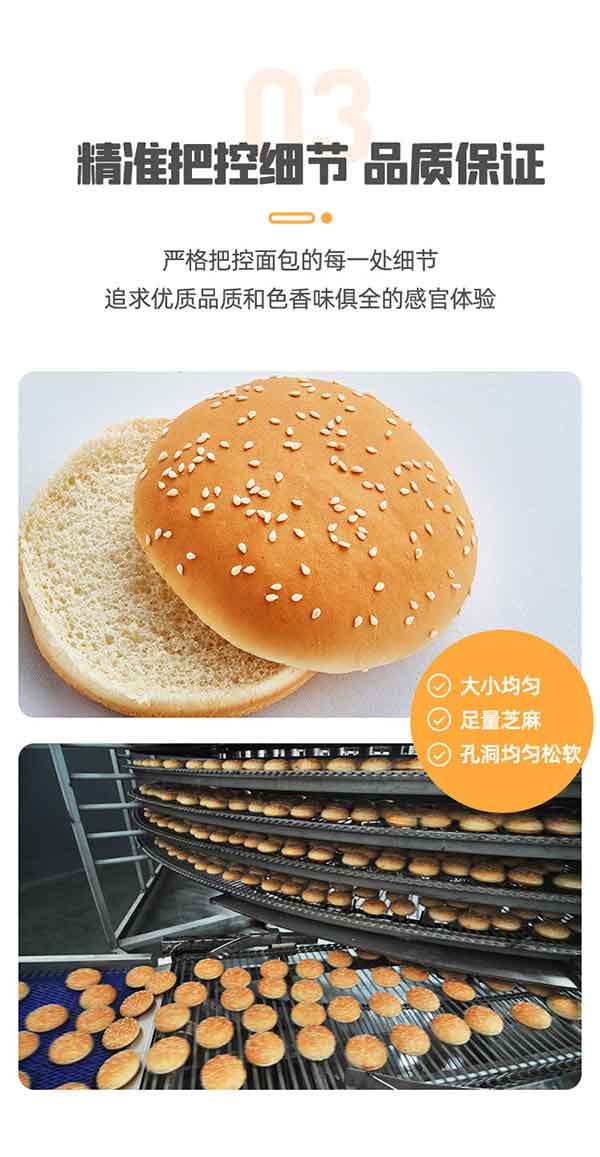 03
精准把控细节 品质保证
严格把控面包的每一处细节
追求优质品质和色香味俱全的感官体验
大小均匀
足量芝麻
孔洞均匀松软